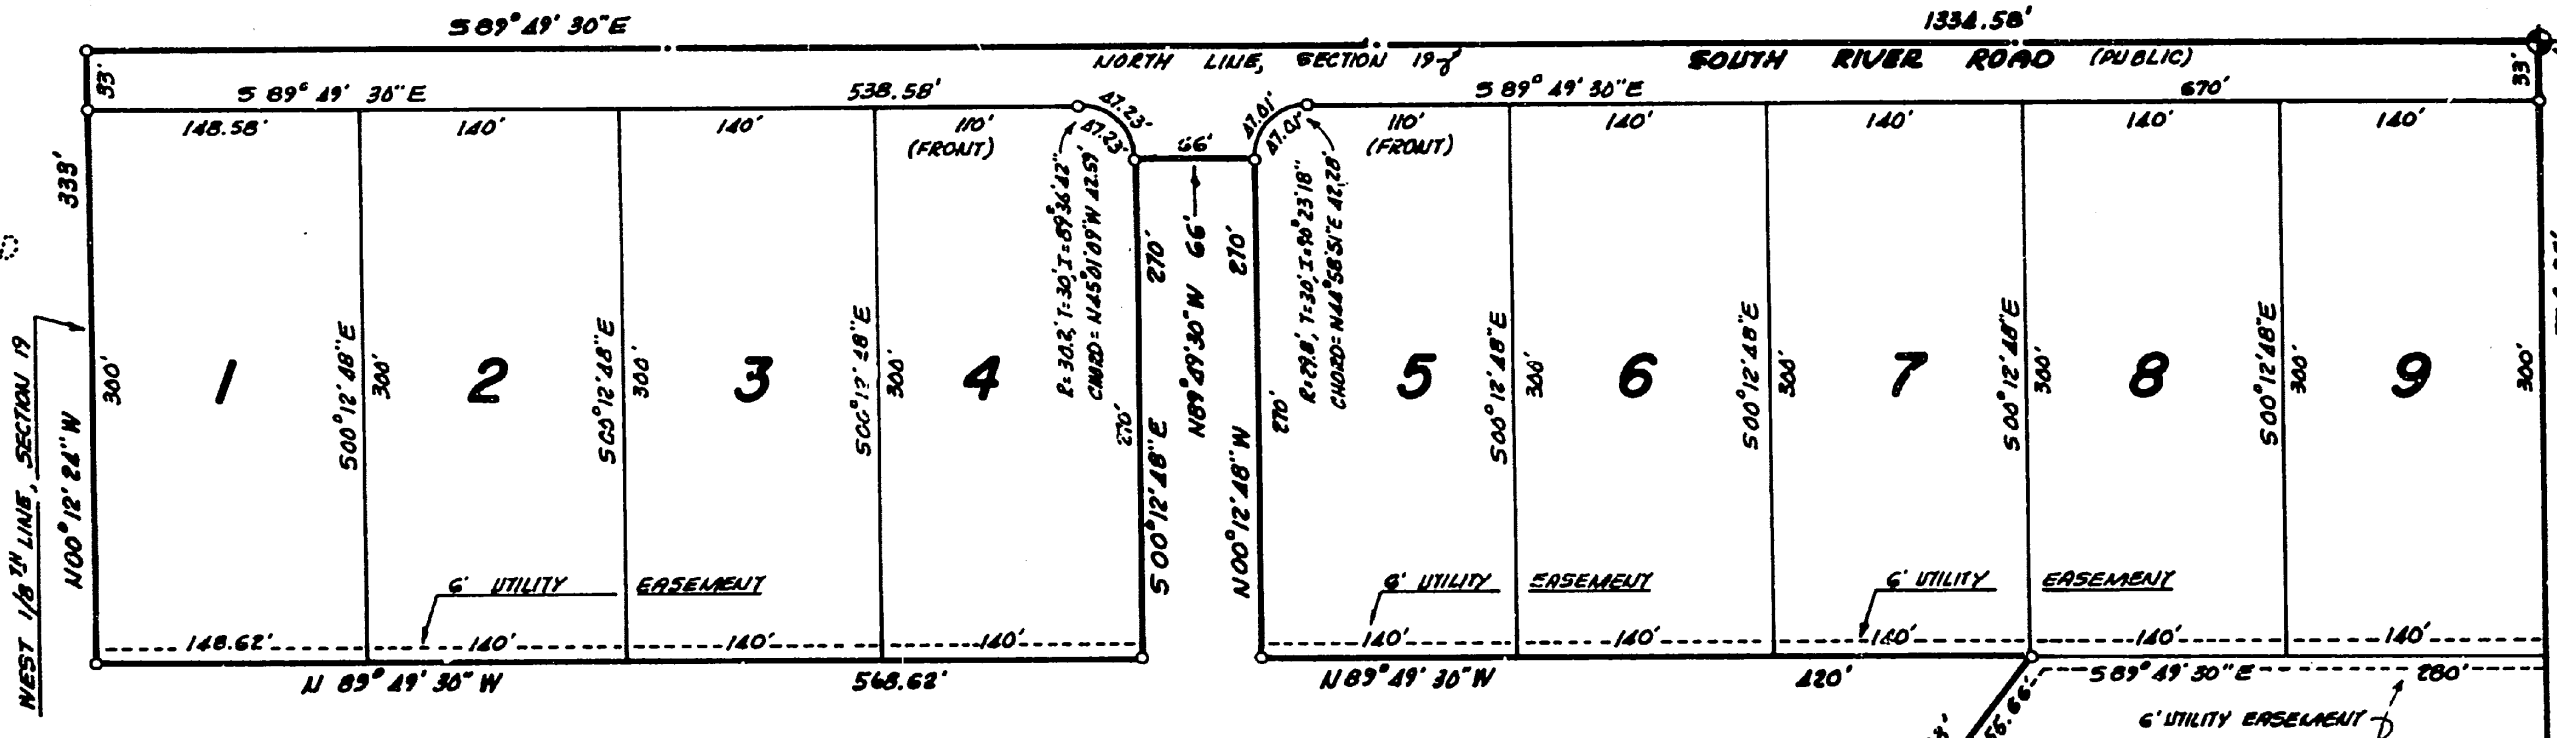 S 89° 49' 30" E
1334.58'
NORTH LINE, SECTION 19
SOUTH RIVER ROAD (PUBLIC)
33'
33'
S 89° 49' 30" E
538.58'
S 89° 49' 30" E
670'
148.58'
140'
140'
110'
(FRONT)
47.23'
47.23'
66'
47.01'
47.01'
110'
(FRONT)
140'
140'
140'
140'
333'
WEST 1/8TH LINE, SECTION 19
N00° 12' 24" W
300'
1
S00° 12' 48" E
300'
2
S00° 12' 48" E
300'
3
S00° 12' 48" E
300'
4
R=30.2', T=30', I=89°36'42"
CHORD=N45°01'09"W 42.57'
270'
270'
S00° 12' 48" E
N89° 49' 30" W 66'
270'
270'
N00° 12' 48" W
R=29.8', T=30', I=90°23'18"
CHORD=N44°58'51"E 42.28'
5
S00° 12' 48" E
300'
6
S00° 12' 48" E
300'
7
S00° 12' 48" E
300'
8
S00° 12' 48" E
300'
9
300'
6' UTILITY EASEMENT
6' UTILITY EASEMENT
6' UTILITY EASEMENT
148.62'
140'
140'
140'
140'
140'
140'
140'
140'
N 89° 49' 30" W
568.62'
N 89° 49' 30" W
420'
S 89° 49' 30" E
280'
6' UTILITY EASEMENT